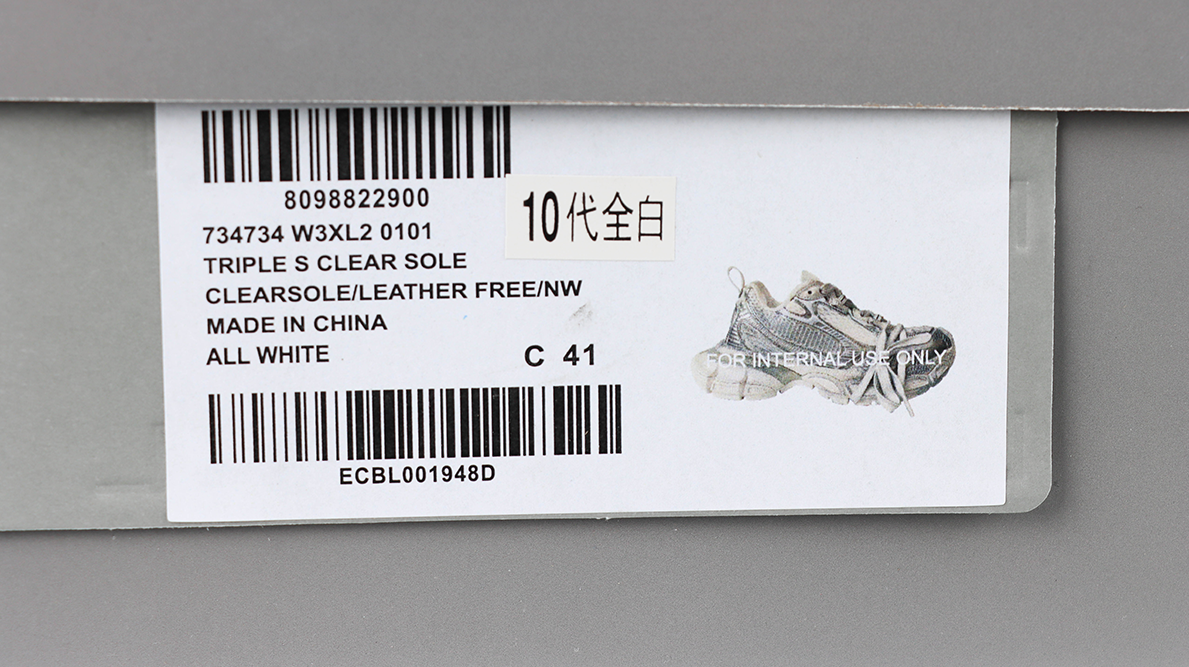 8098822900
10代全白
734734 W3XL2 0101
TRIPLE S CLEAR SOLE
CLEARSOLE/LEATHER FREE/NW
MADE IN CHINA
ALL WHITE
C 41
FOR INTERNAL USE ONLY
ECBL001948D